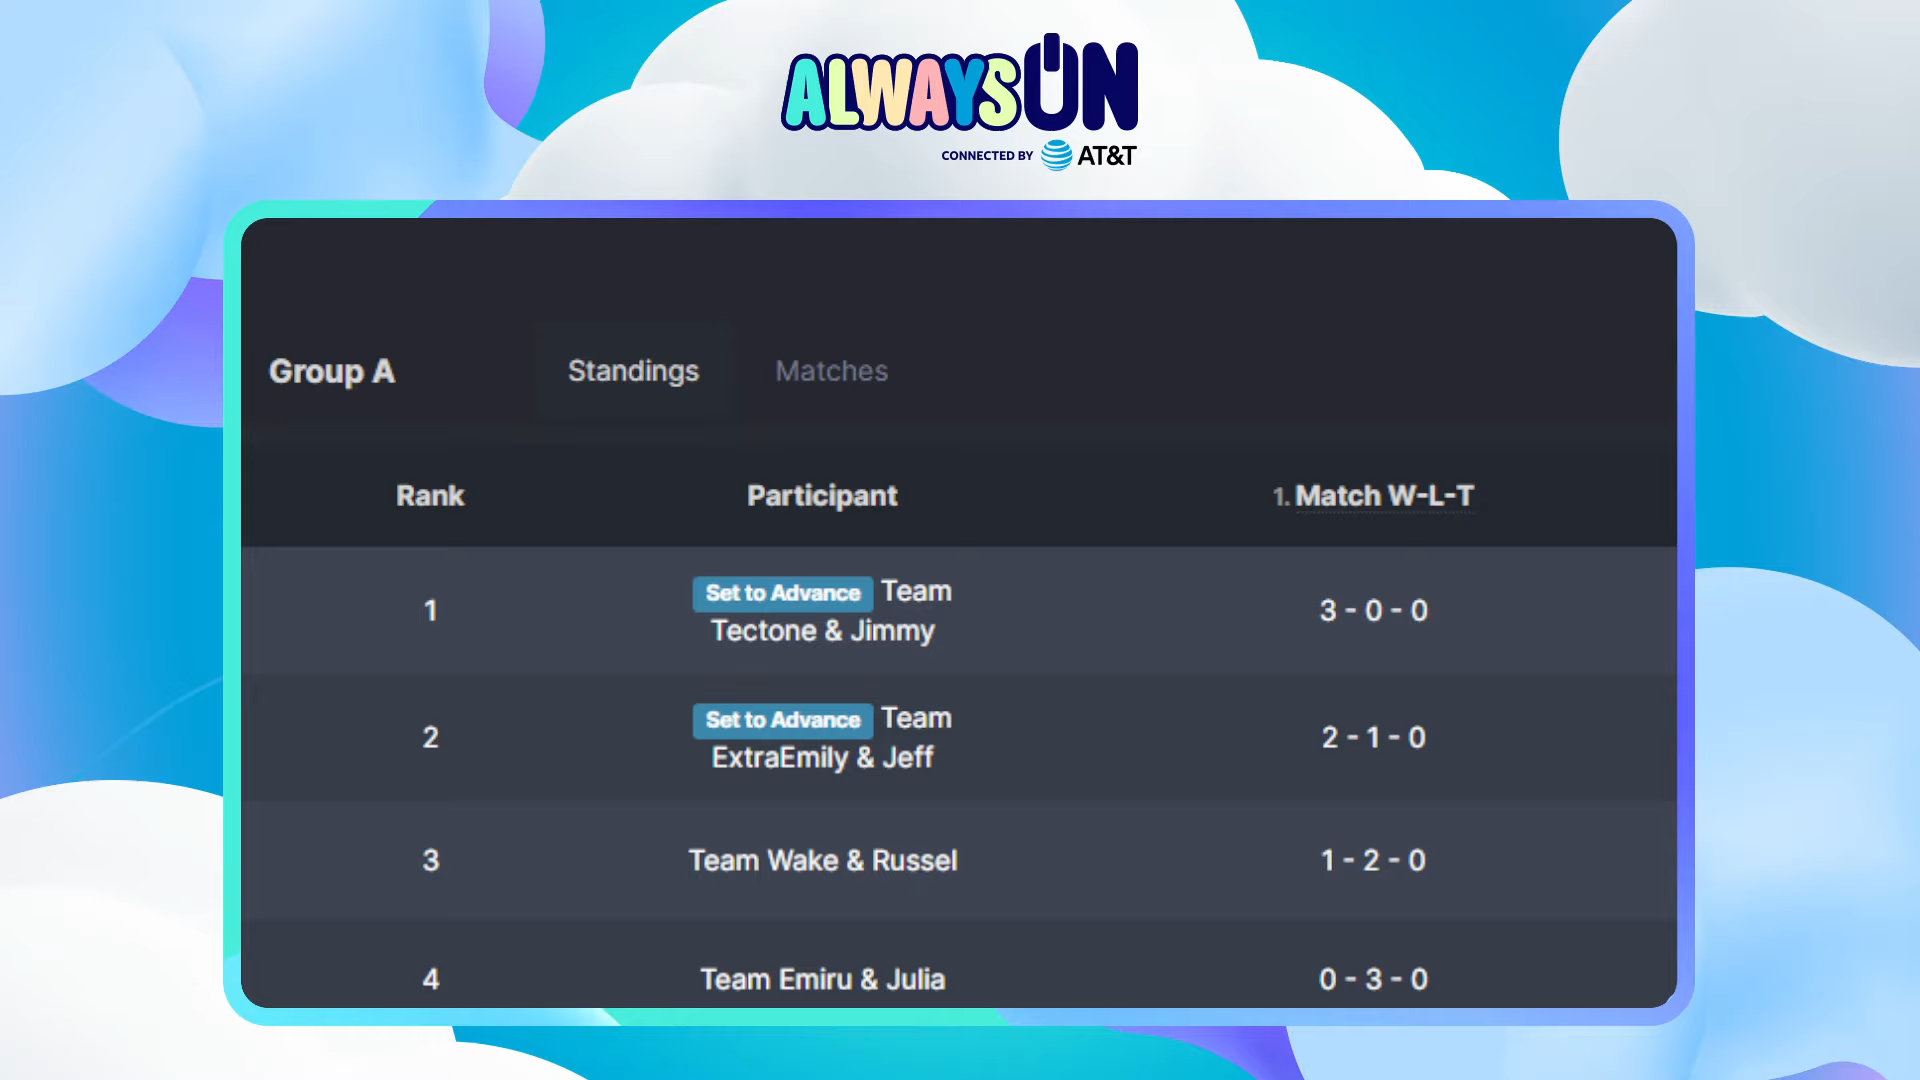 ALWAYS ON
CONNECTED BY AT&T
Group A Standings Matches
Rank Participant 1. Match W-L-T
1 Set to Advance Team Tectone & Jimmy 3 - 0 - 0
2 Set to Advance Team ExtraEmily & Jeff 2 - 1 - 0
3 Team Wake & Russel 1 - 2 - 0
4 Team Emiru & Julia 0 - 3 - 0